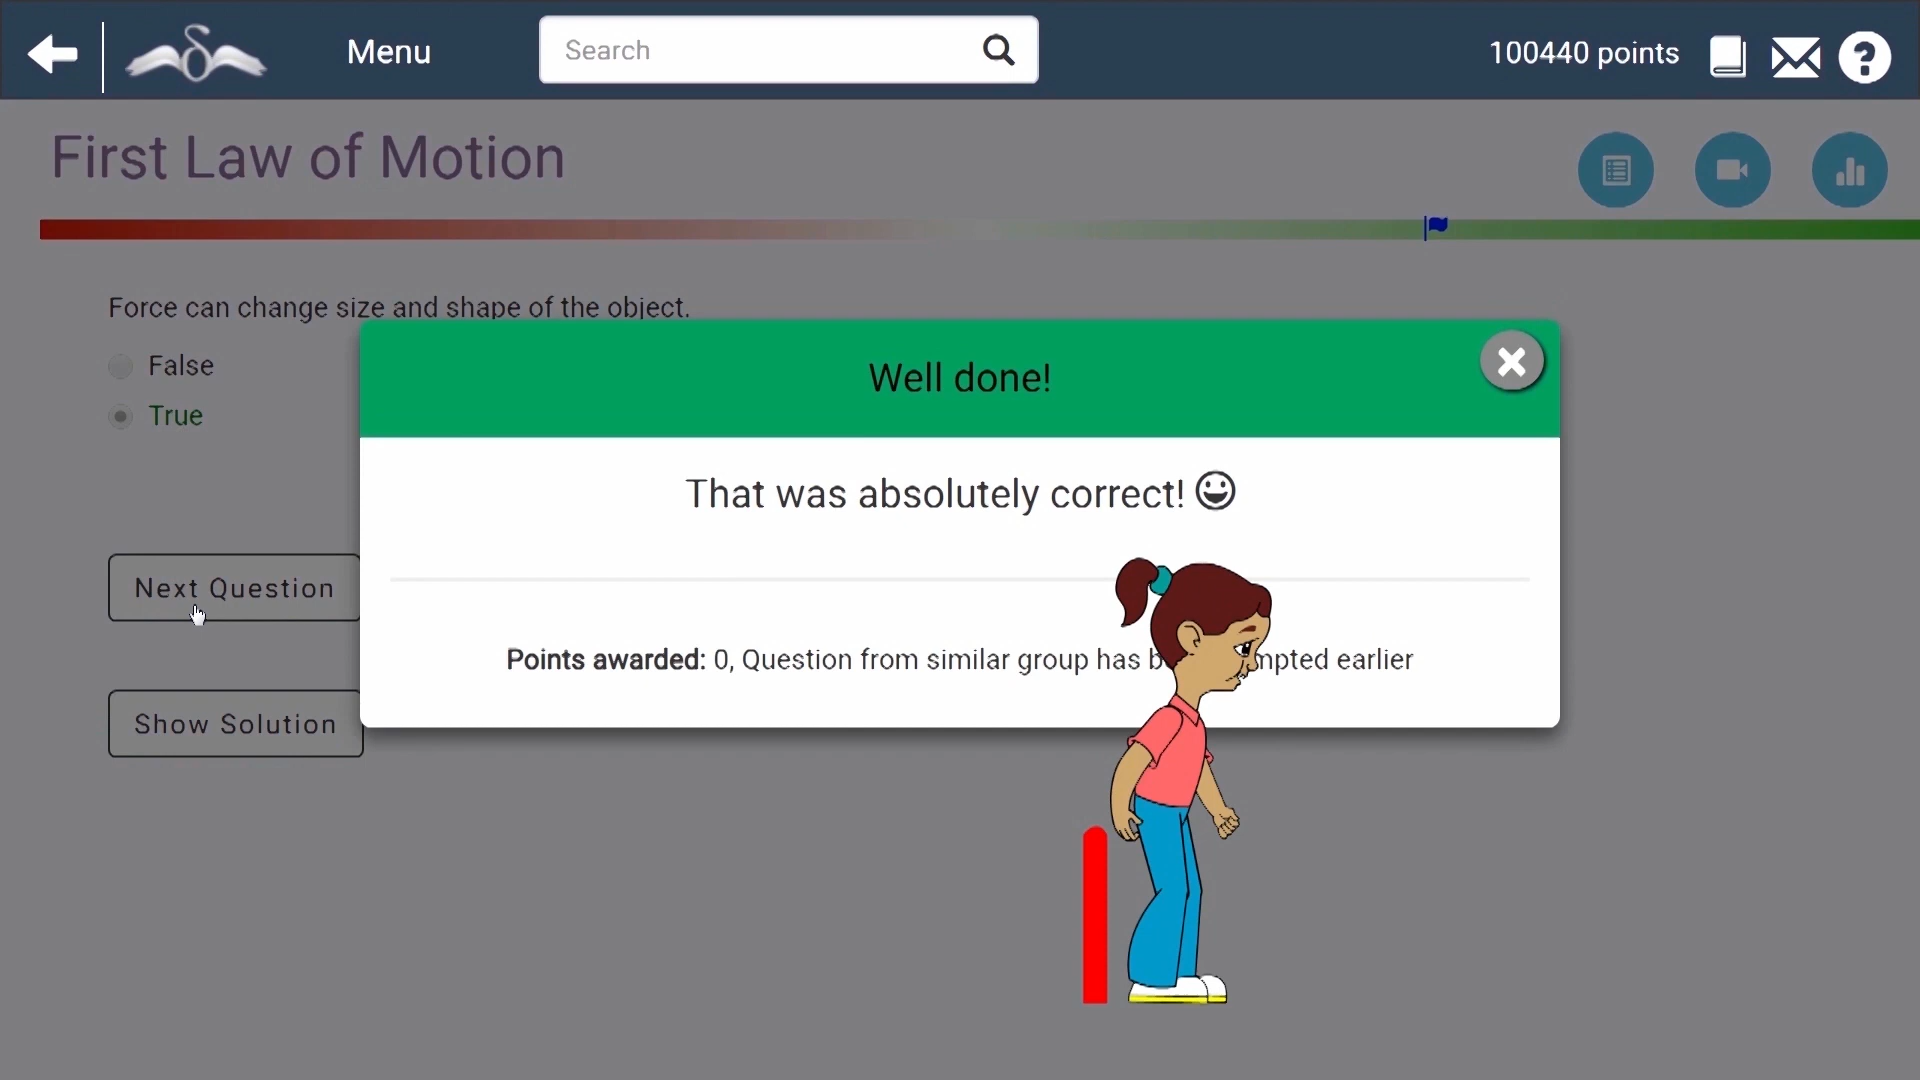 Menu
Search
100440 points
First Law of Motion
Force can change size and shape of the object.
False
True
Well done!
That was absolutely correct!
Next Question
Points awarded: 0, Question from similar group has earlier
Show Solution